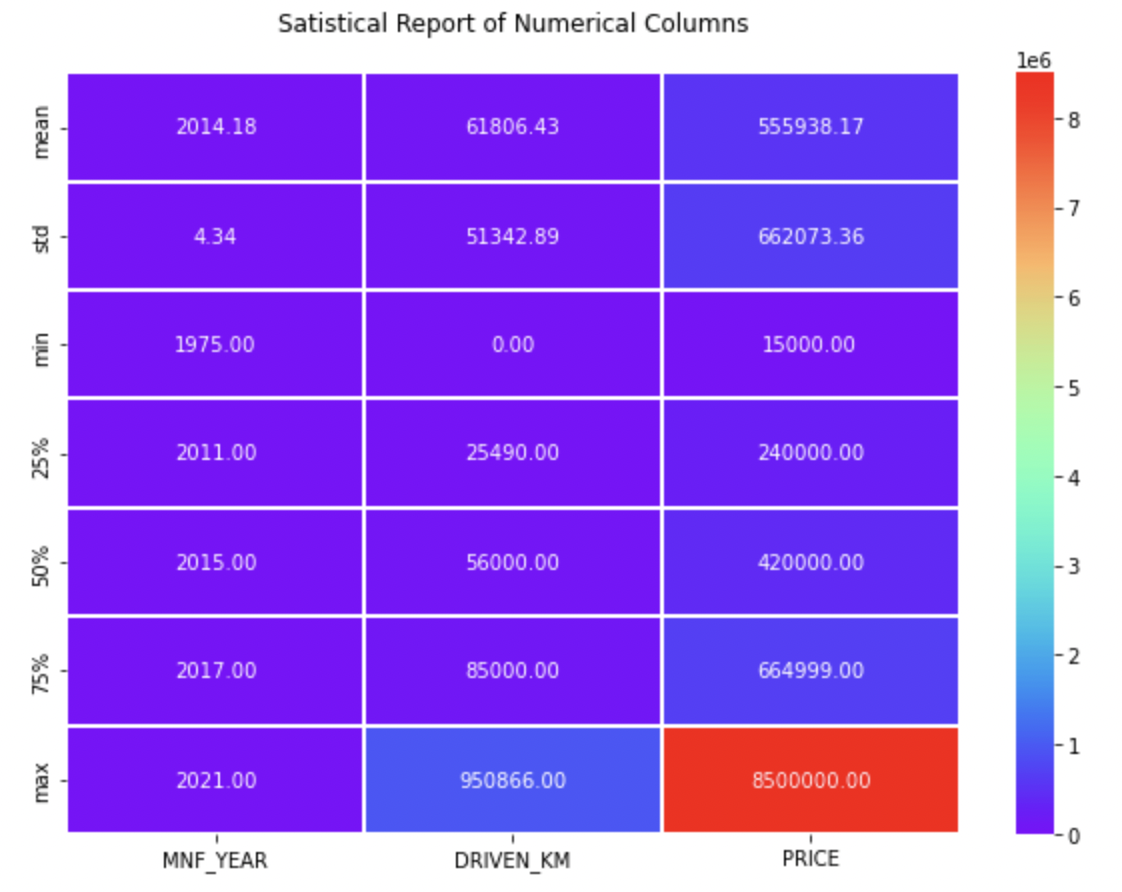 Satistical Report of Numerical Columns
1e6
mean 2014.18 61806.43 555938.17
std 4.34 51342.89 662073.36
min 1975.00 0.00 15000.00
25% 2011.00 25490.00 240000.00
50% 2015.00 56000.00 420000.00
75% 2017.00 85000.00 664999.00
max 2021.00 950866.00 8500000.00
MNF_YEAR DRIVEN_KM PRICE
8
7
6
5
4
3
2
1
0